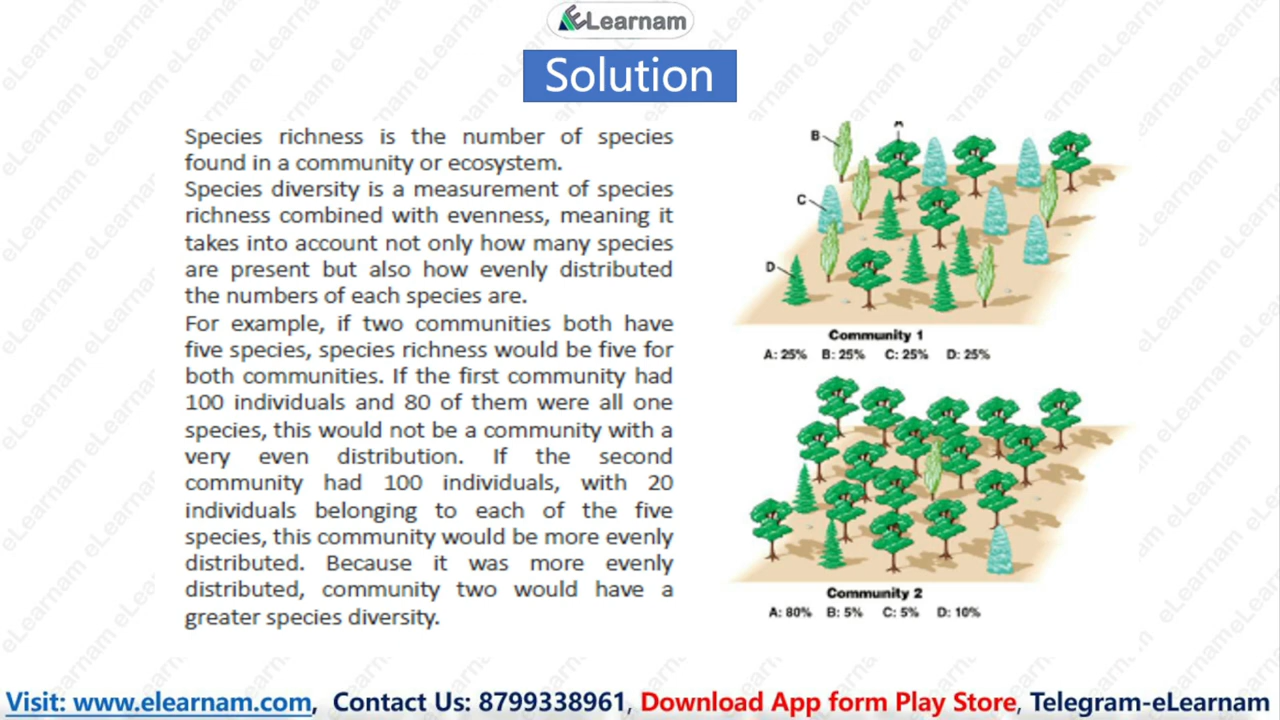 eLearnam
Solution
Species richness is the number of species
found in a community or ecosystem.
Species diversity is a measurement of species
richness combined with evenness, meaning it
takes into account not only how many species
are present but also how evenly distributed
the numbers of each species are.
For example, if two communities both have
five species, species richness would be five for
both communities. If the first community had
100 individuals and 80 of them were all one
species, this would not be a community with a
very even distribution. If the second
community had 100 individuals, with 20
individuals belonging to each of the five
species, this community would be more evenly
distributed. Because it was more evenly
distributed, community two would have a
greater species diversity.
A
B
C
D
Community 1
A: 25% B: 25% C: 25% D: 25%
Community 2
A: 80% B: 5% C: 5% D: 10%
Visit: www.elearnam.com, Contact Us: 8799338961, Download App form Play Store, Telegram-eLearnam